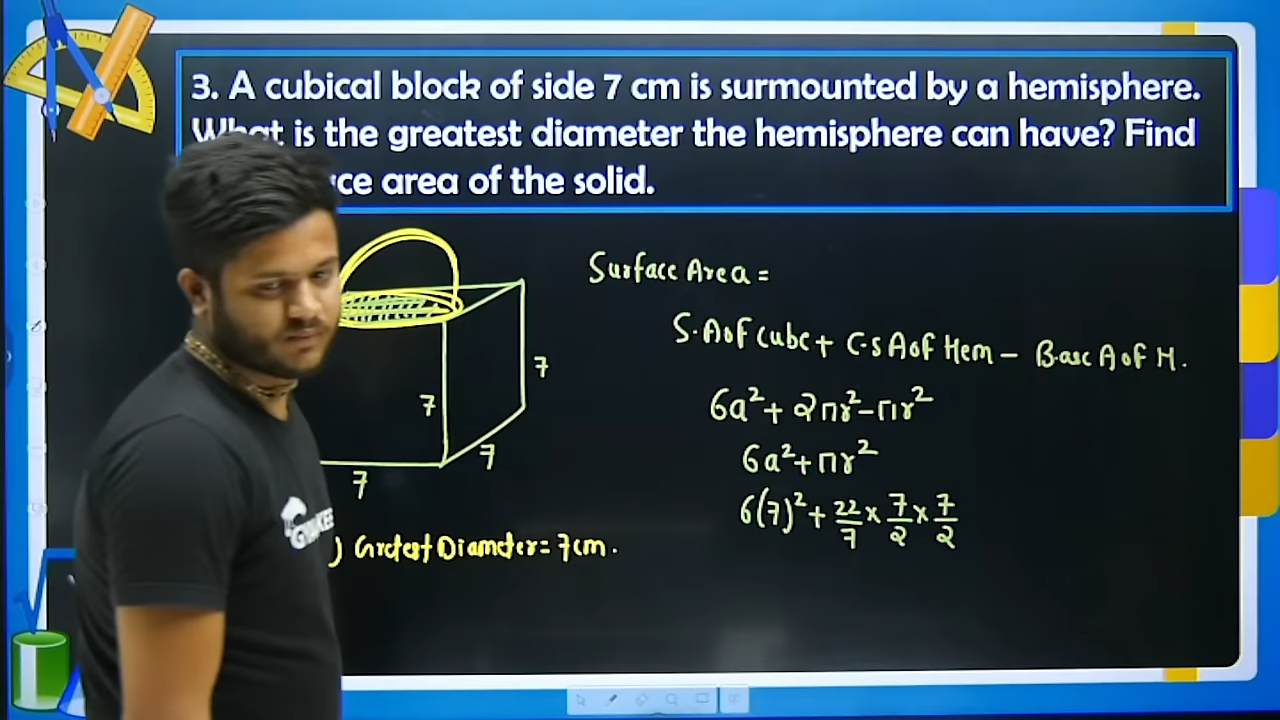 3. A cubical block of side 7 cm is surmounted by a hemisphere.
What is the greatest diameter the hemisphere can have? Find
ce area of the solid.
Surface Area =
S.A of cube + C.S A of Hem - Base A of H.
6a² + 2πr² - πr²
6a² + πr²
6(7)² + 22/7 × 7/2 × 7/2
7
7
7
7
) Gretest Diameter = 7cm.